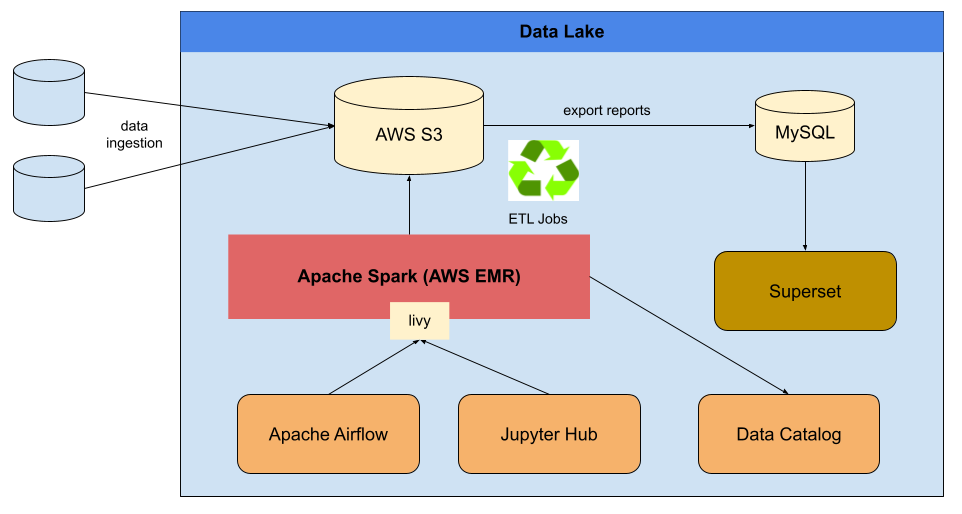 Data Lake
data
ingestion
AWS S3
export reports
MySQL
ETL Jobs
Apache Spark (AWS EMR)
livy
Superset
Apache Airflow
Jupyter Hub
Data Catalog